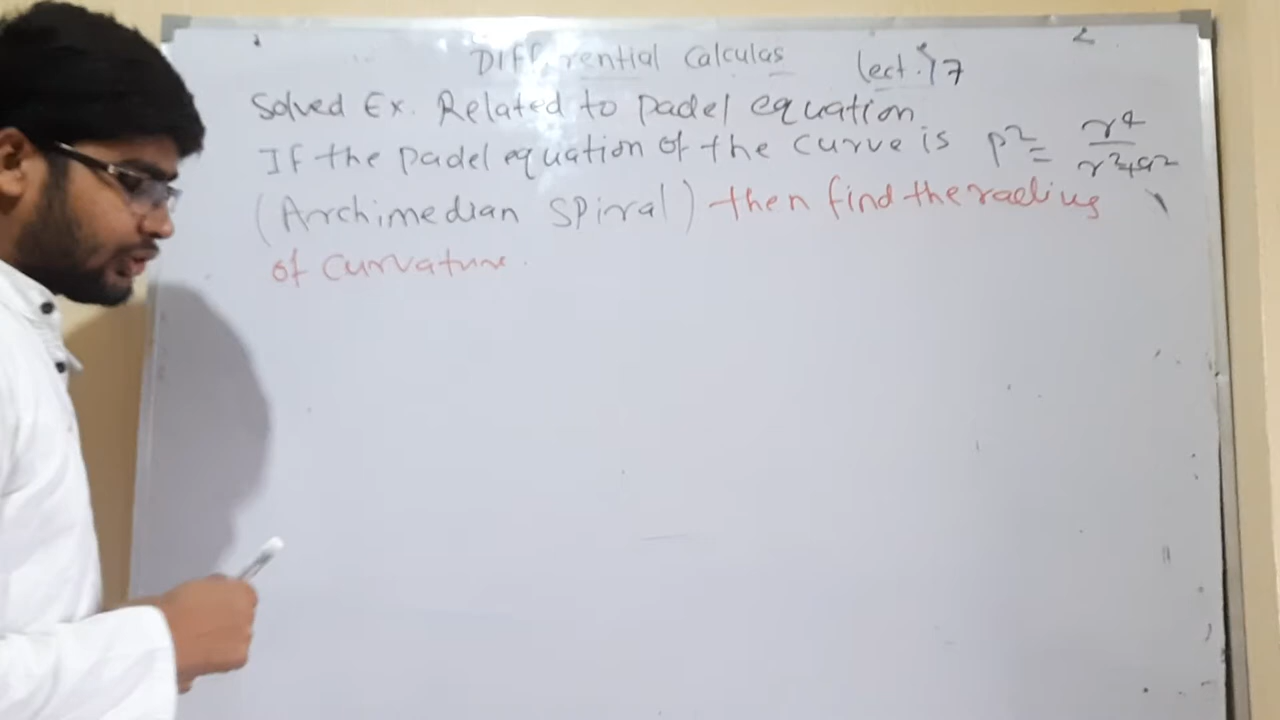 Differential Calculas Lect. 17
Solved Ex. Related to padel equation
If the padel equation of the curve is p² = r⁴/r²+a²
(Archimedian Spiral) then find the radius
of curvature.